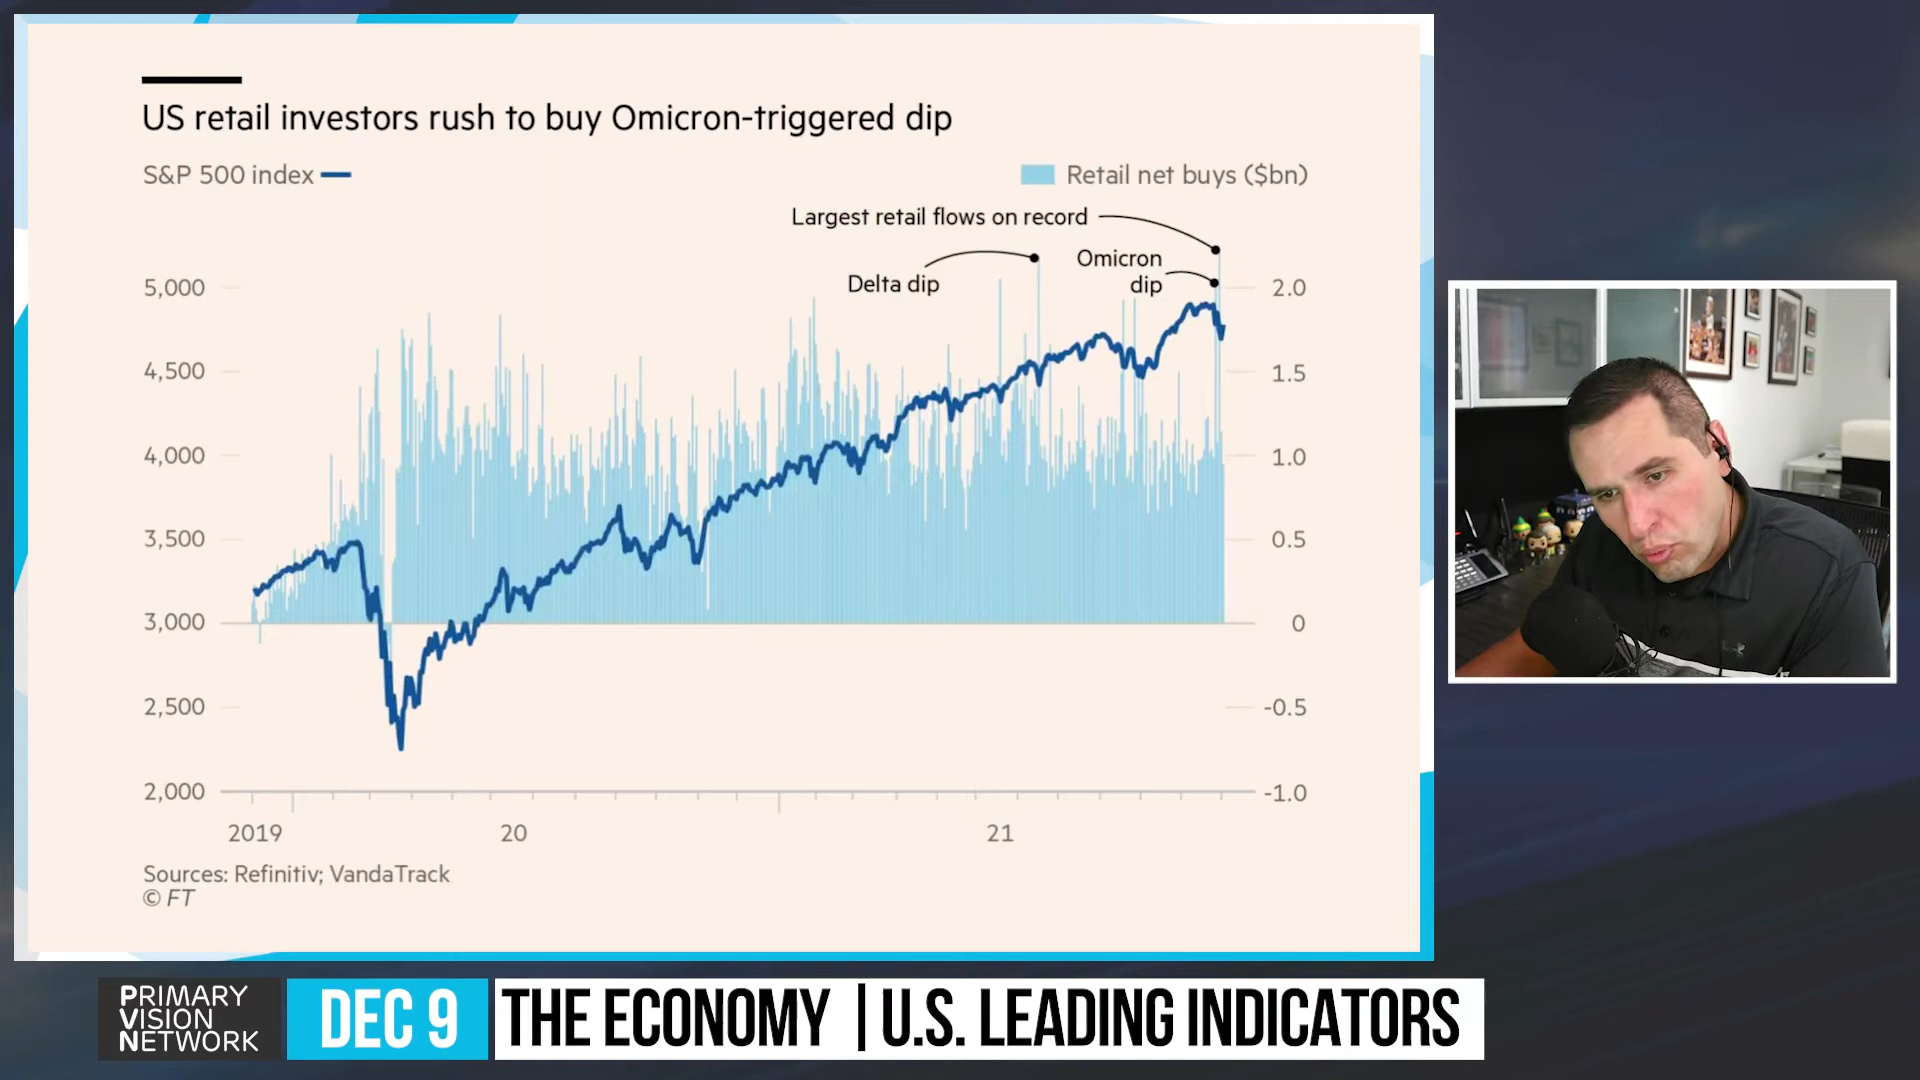 US retail investors rush to buy Omicron-triggered dip
S&P 500 index
Retail net buys ($bn)
Largest retail flows on record
Delta dip
Omicron
dip
5,000
4,500
4,000
3,500
3,000
2,500
2,000
2.0
1.5
1.0
0.5
0
-0.5
-1.0
2019
20
21
Sources: Refinitiv; VandaTrack
© FT
PRIMARY
VISION
NETWORK
DEC 9
THE ECONOMY | U.S. LEADING INDICATORS